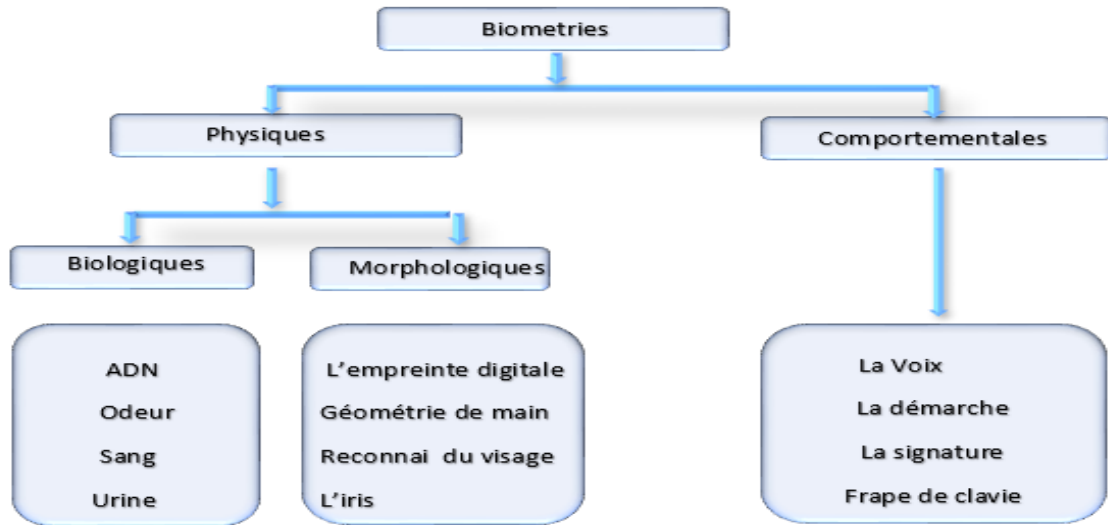 Biometries
Physiques
Comportementales
Biologiques
Morphologiques
ADN
Odeur
Sang
Urine
L'empreinte digitale
Géométrie de main
Reconnai du visage
L'iris
La Voix
La démarche
La signature
Frape de clavie